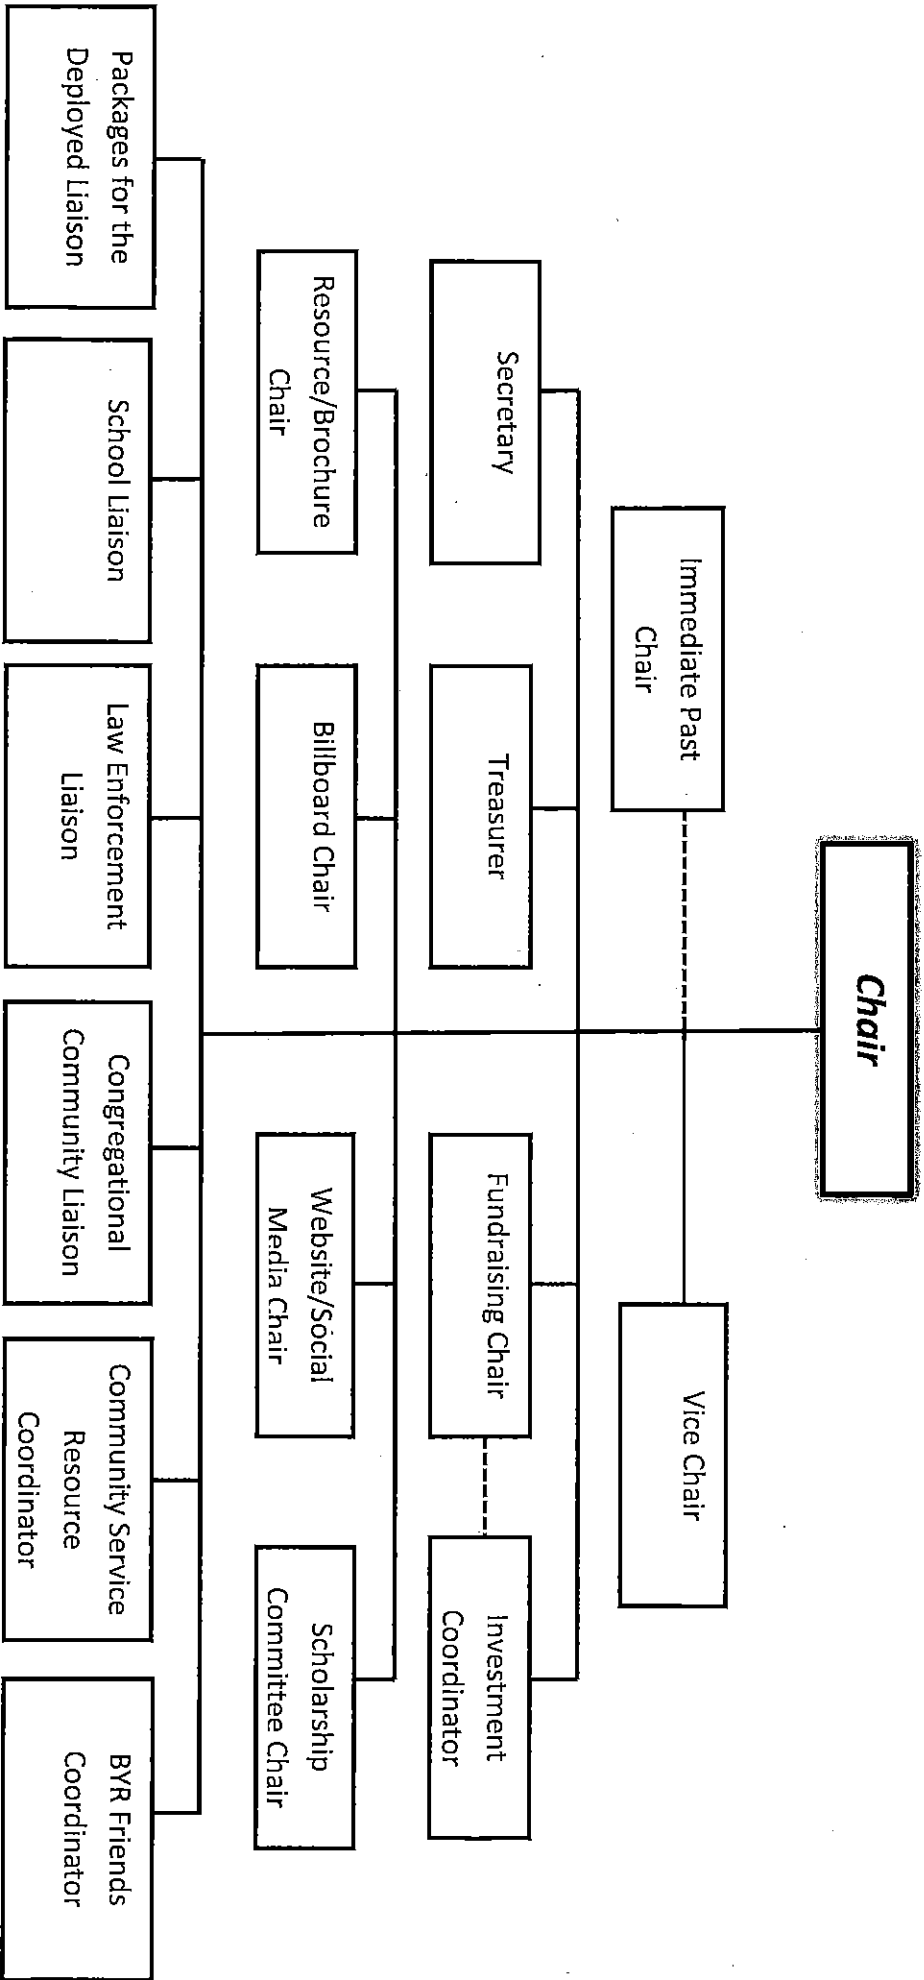 Chair
Immediate Past
Chair
Vice Chair
Secretary
Treasurer
Fundraising Chair
Investment
Coordinator
Resource/Brochure
Chair
Billboard Chair
Website/Social
Media Chair
Scholarship
Committee Chair
Packages for the
Deployed Liaison
School Liaison
Law Enforcement
Liaison
Congregational
Community Liaison
Community Service
Resource
Coordinator
BYR Friends
Coordinator